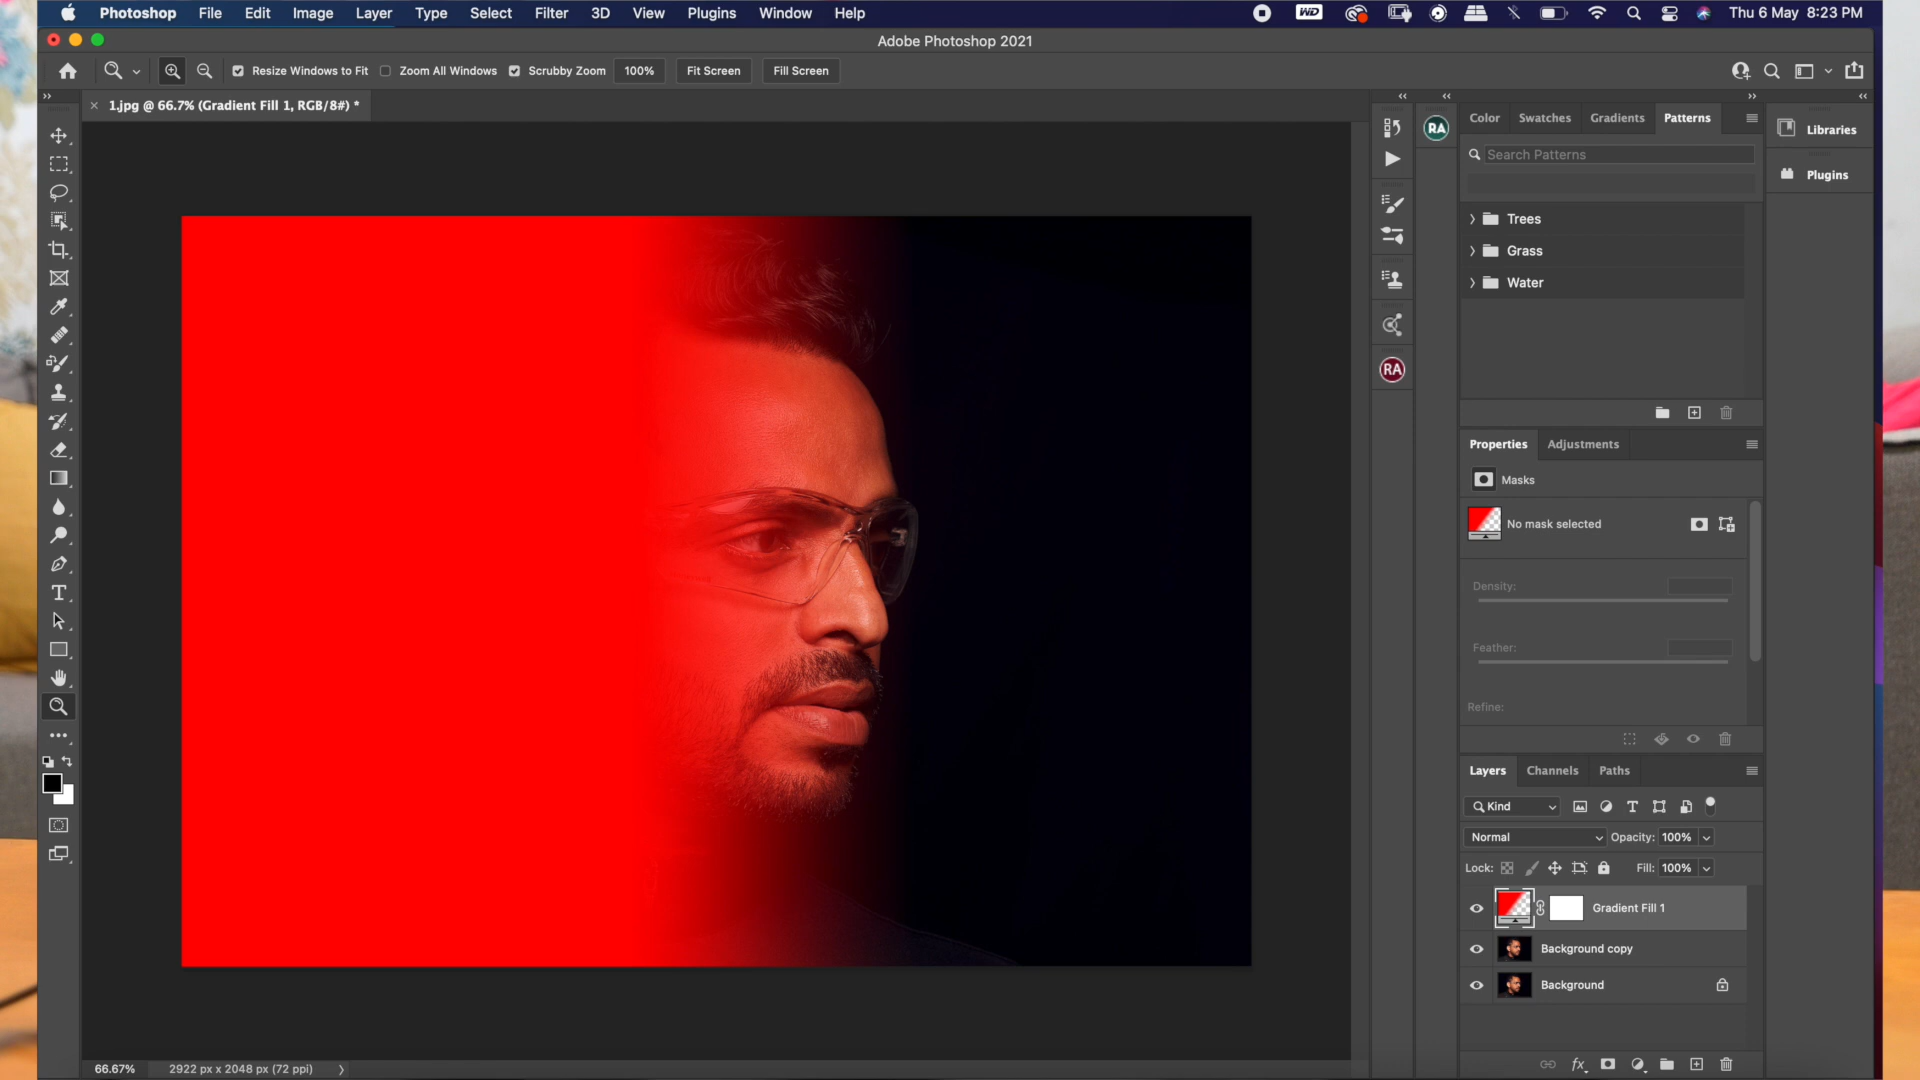 Photoshop File Edit Image Layer Type Select Filter 3D View Plugins Window Help WD Thu 6 May 8:23 PM
Adobe Photoshop 2021
Resize Windows to Fit Zoom All Windows Scrubby Zoom 100% Fit Screen Fill Screen
1.jpg @ 66.7% (Gradient Fill 1, RGB/8#) *
RA
RA
Color Swatches Gradients Patterns
Search Patterns
Trees
Grass
Water
Libraries
Plugins
Properties Adjustments
Masks
No mask selected
Density:
Feather:
Refine:
Layers Channels Paths
Kind
Normal Opacity: 100%
Lock: Fill: 100%
Gradient Fill 1
Background copy
Background
fx
66.67% 2922 px x 2048 px (72 ppi)